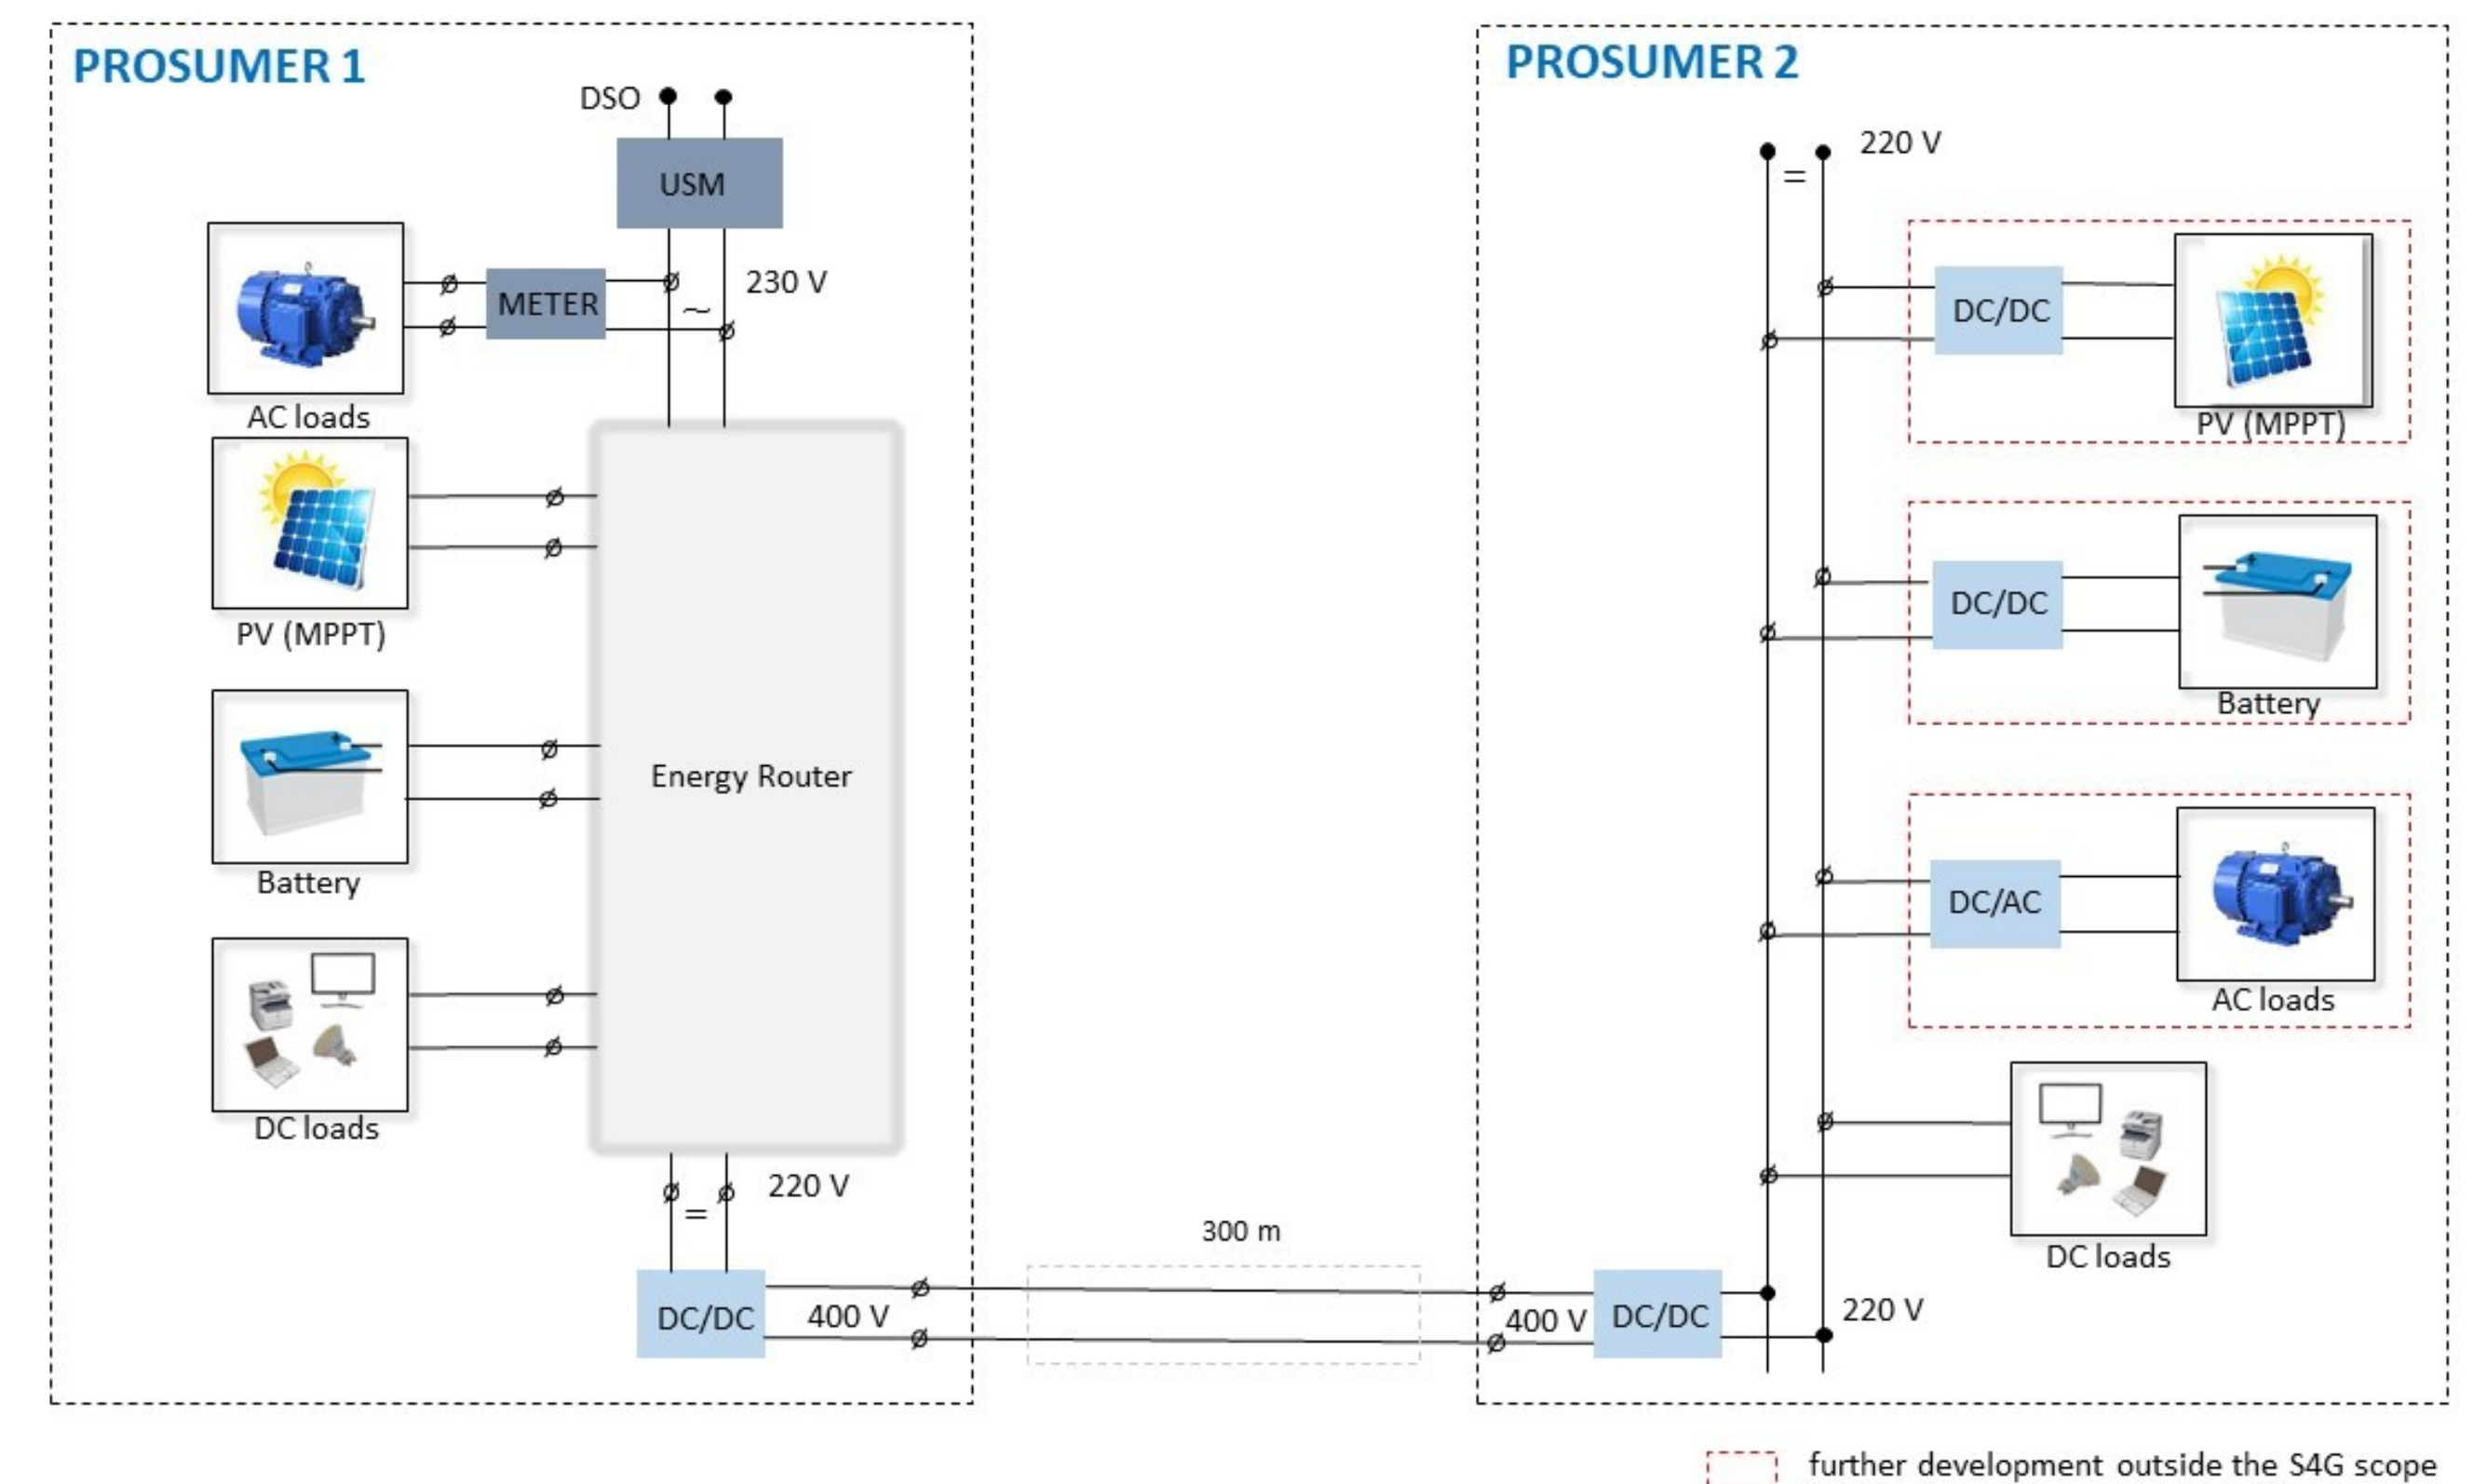 PROSUMER 1
DSO
USM
METER
~
230 V
AC loads
PV (MPPT)
Battery
Energy Router
DC loads
220 V
=
DC/DC
400 V
300 m
PROSUMER 2
220 V
=
DC/DC
PV (MPPT)
DC/DC
Battery
DC/AC
AC loads
DC loads
400 V
DC/DC
220 V
further development outside the S4G scope